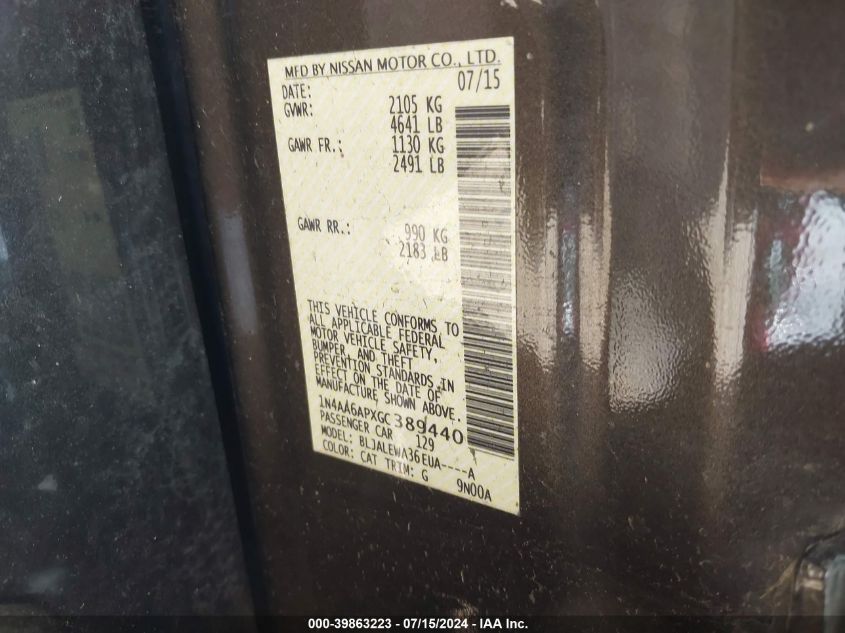 MFD BY NISSAN MOTOR CO., LTD.
DATE: 07/15
GVWR: 2105 KG
4641 LB
GAWR FR.: 1130 KG
2491 LB
GAWR RR.: 990 KG
2183 LB
THIS VEHICLE CONFORMS TO
ALL APPLICABLE FEDERAL
MOTOR VEHICLE SAFETY,
BUMPER, AND THEFT
PREVENTION STANDARDS IN
EFFECT ON THE DATE OF
MANUFACTURE SHOWN ABOVE.
1N4AA6APXGC389440
PASSENGER CAR 129
MODEL: BLJALEWA36EUA----A
COLOR: CAT TRIM: G 9N00A
000-39863223 - 07/15/2024 - IAA Inc.